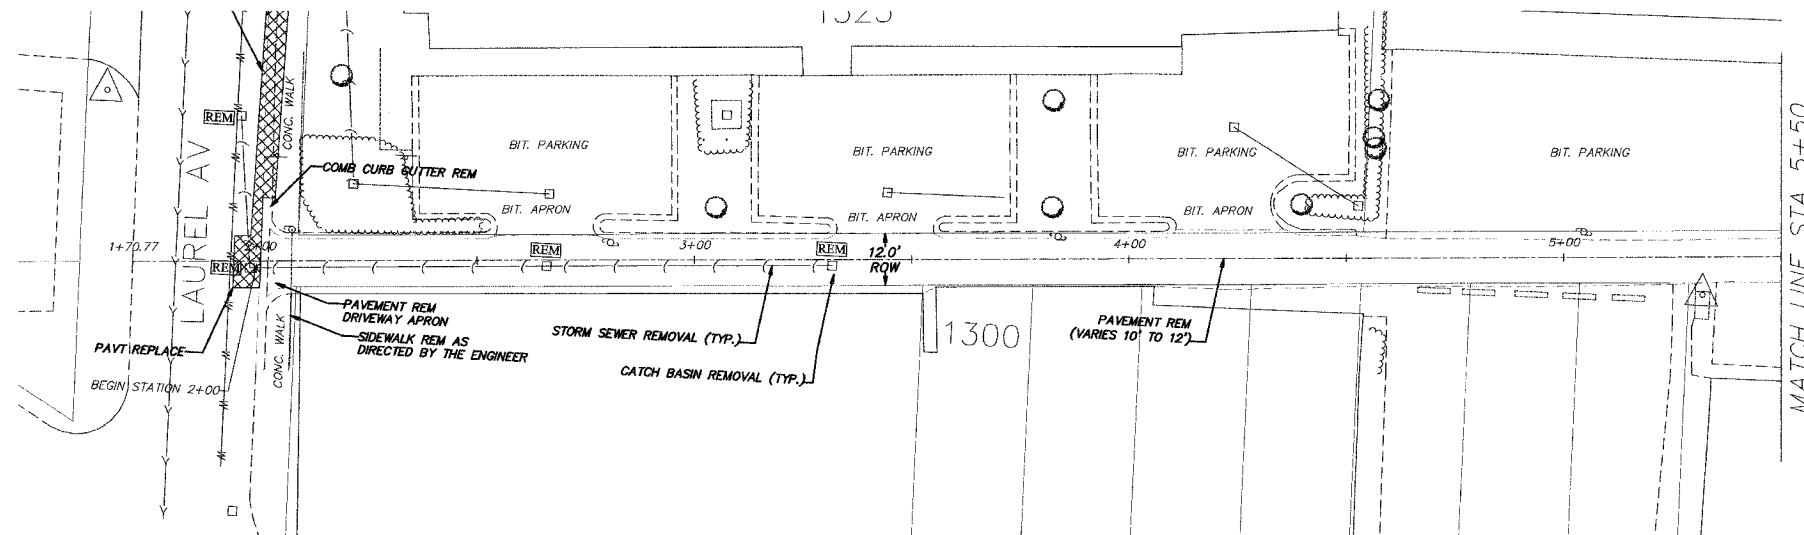 1325
CONC. WALK
REM
LAUREL AV
COMB CURB GUTTER REM
BIT. PARKING
BIT. APRON
BIT. PARKING
BIT. APRON
BIT. PARKING
BIT. APRON
BIT. PARKING
MATCH LINE STA 5+50
1+70.77
2+00
REM
REM
3+00
REM
12.0'
ROW
4+00
5+00
PAVEMENT REM
DRIVEWAY APRON
SIDEWALK REM AS
DIRECTED BY THE ENGINEER
PAVT REPLACE
BEGIN STATION 2+00
CONC. WALK
STORM SEWER REMOVAL (TYP.)
CATCH BASIN REMOVAL (TYP.)
1300
PAVEMENT REM
(VARIES 10' TO 12')